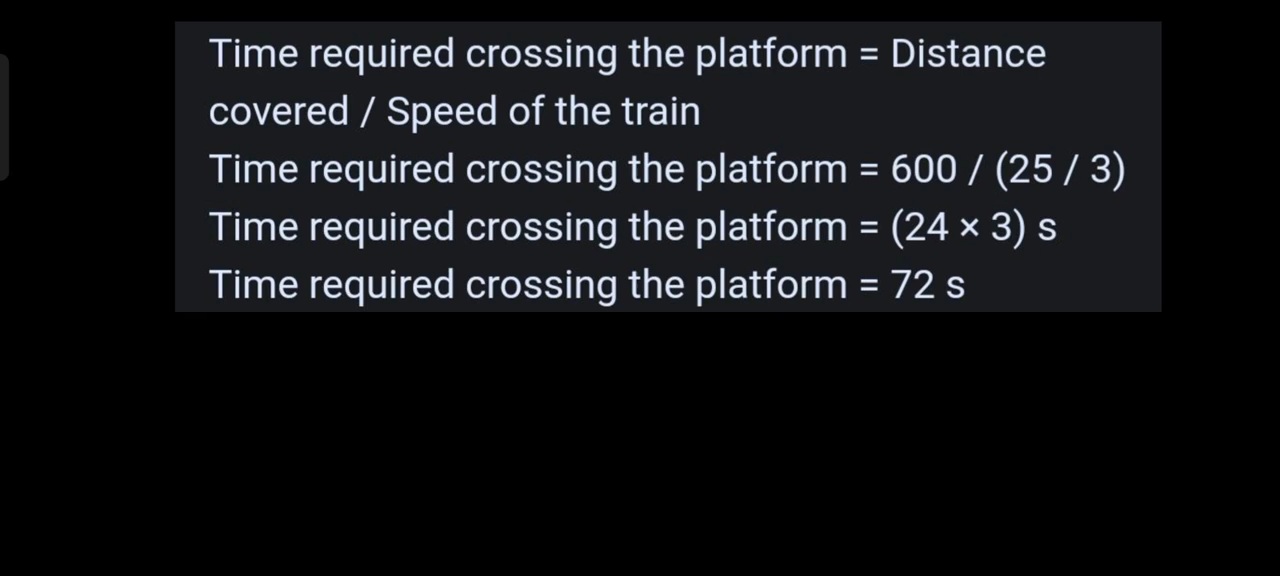 Time required crossing the platform = Distance
covered / Speed of the train
Time required crossing the platform = 600 / (25 / 3)
Time required crossing the platform = (24 × 3) s
Time required crossing the platform = 72 s